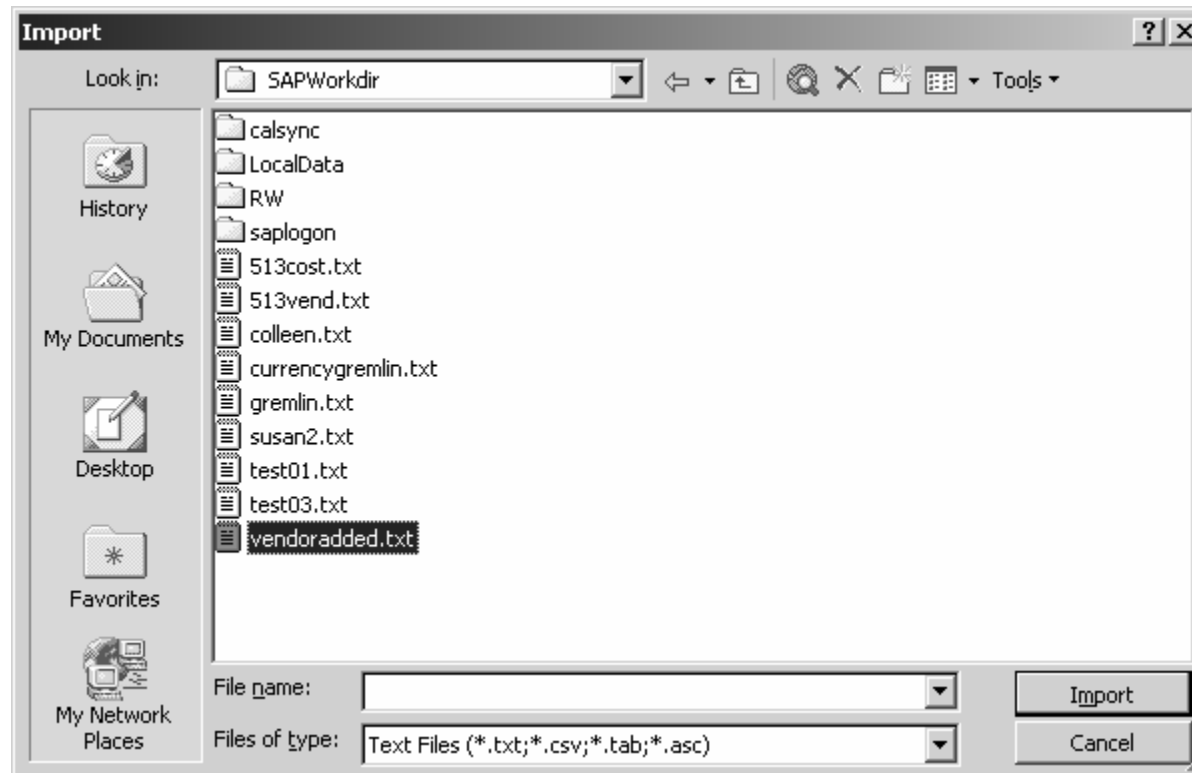 Import
?
Look in:
SAPWorkdir
Tools
History
My Documents
Desktop
Favorites
My Network
Places
calsync
LocalData
RW
saplogon
513cost.txt
513vend.txt
colleen.txt
currencygremlin.txt
gremlin.txt
susan2.txt
test01.txt
test03.txt
vendoradded.txt
File name:
Import
Files of type:
Text Files (*.txt;*.csv;*.tab;*.asc)
Cancel